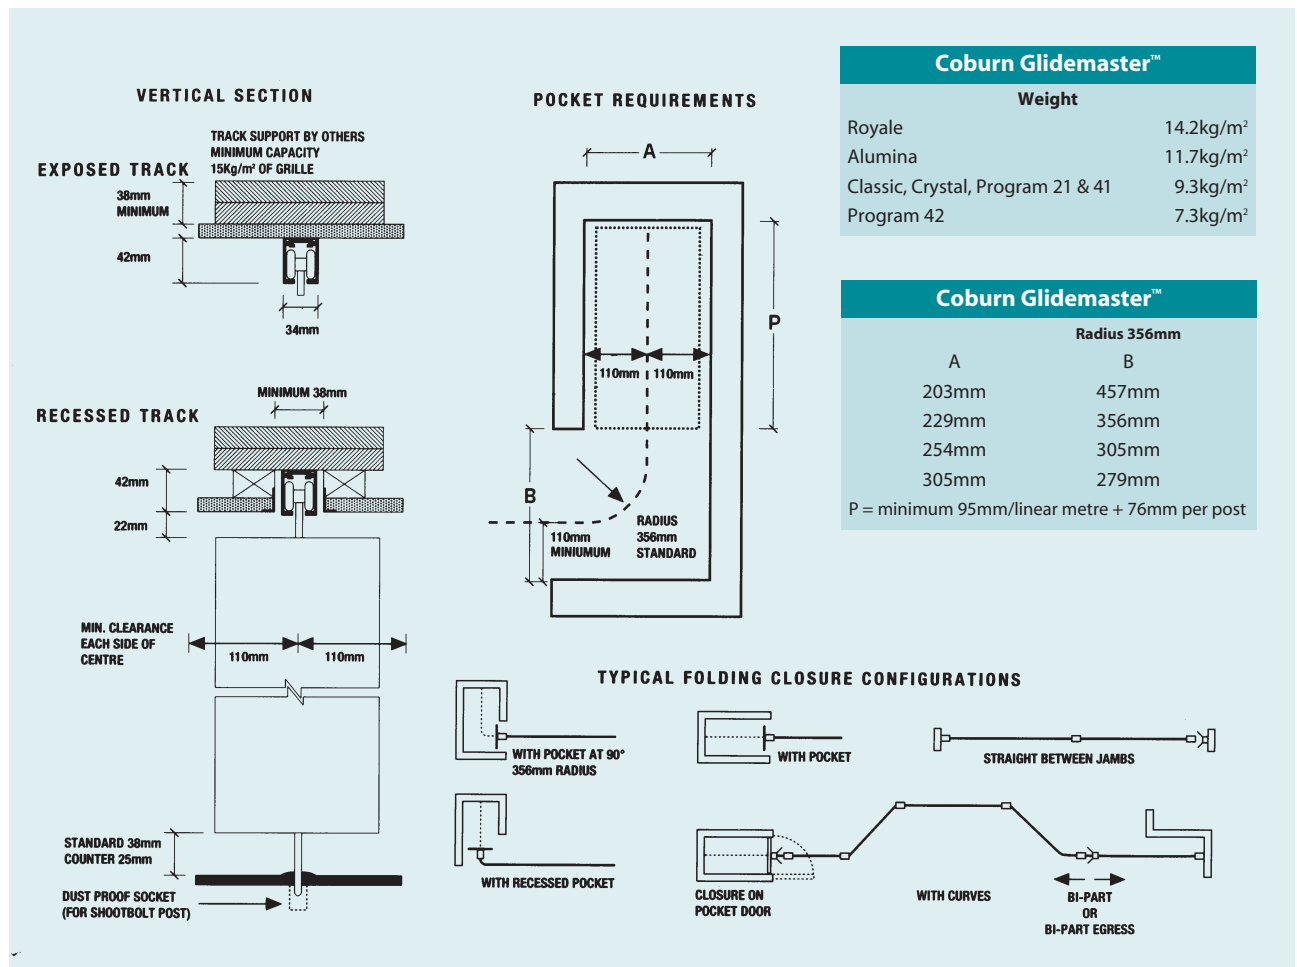 VERTICAL SECTION
TRACK SUPPORT BY OTHERS
MINIMUM CAPACITY
15Kg/m² OF GRILLE
EXPOSED TRACK
38mm
MINIMUM
42mm
34mm
MINIMUM 38mm
RECESSED TRACK
42mm
22mm
MIN. CLEARANCE
EACH SIDE OF
CENTRE
110mm 110mm
STANDARD 38mm
COUNTER 25mm
DUST PROOF SOCKET
(FOR SHOOTBOLT POST)
POCKET REQUIREMENTS
A
P
110mm 110mm
B
110mm
MINIUMUM
RADIUS
356mm
STANDARD
Coburn Glidemaster™
Weight
Royale 14.2kg/m²
Alumina 11.7kg/m²
Classic, Crystal, Program 21 & 41 9.3kg/m²
Program 42 7.3kg/m²
Coburn Glidemaster™
Radius 356mm
A B
203mm 457mm
229mm 356mm
254mm 305mm
305mm 279mm
P = minimum 95mm/linear metre + 76mm per post
TYPICAL FOLDING CLOSURE CONFIGURATIONS
WITH POCKET AT 90°
356mm RADIUS
WITH POCKET
STRAIGHT BETWEEN JAMBS
WITH RECESSED POCKET
CLOSURE ON
POCKET DOOR
WITH CURVES
BI-PART
OR
BI-PART EGRESS